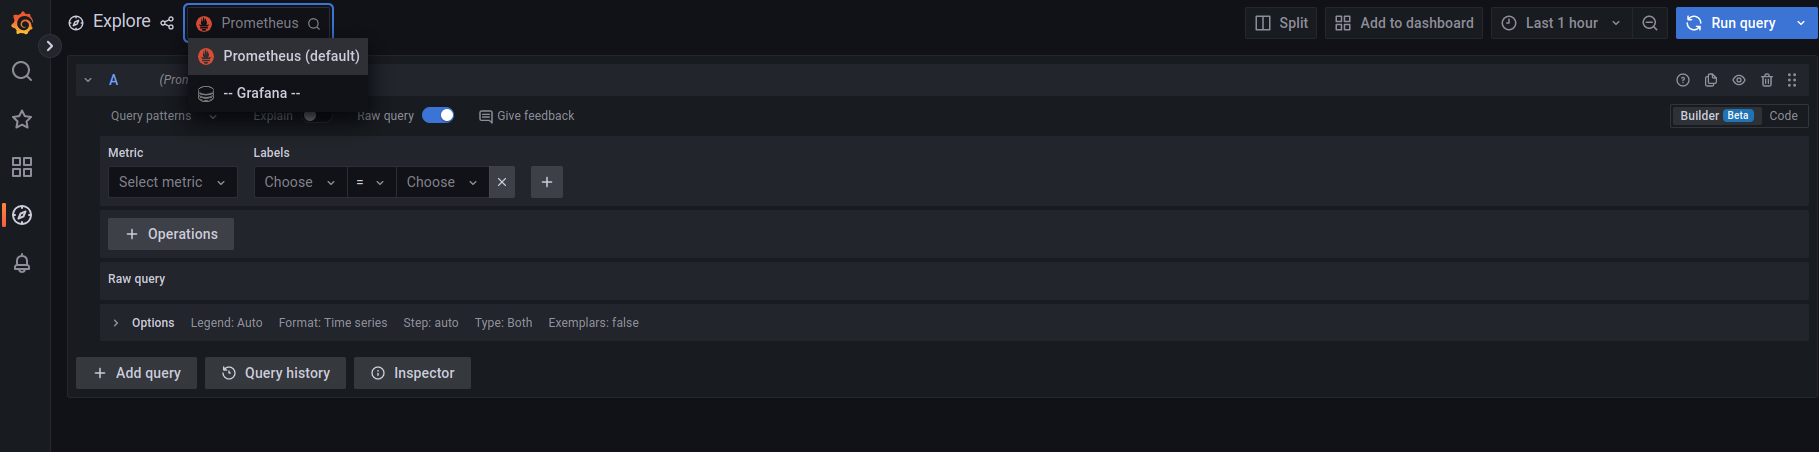 Explore
Prometheus
Split
Add to dashboard
Last 1 hour
Run query
Prometheus (default)
-- Grafana --
A
(Pron
Query patterns
Explain
Raw query
Give feedback
Builder Beta
Code
Metric
Labels
Select metric
Choose
=
Choose
Operations
Raw query
Options Legend: Auto Format: Time series Step: auto Type: Both Exemplars: false
Add query
Query history
Inspector